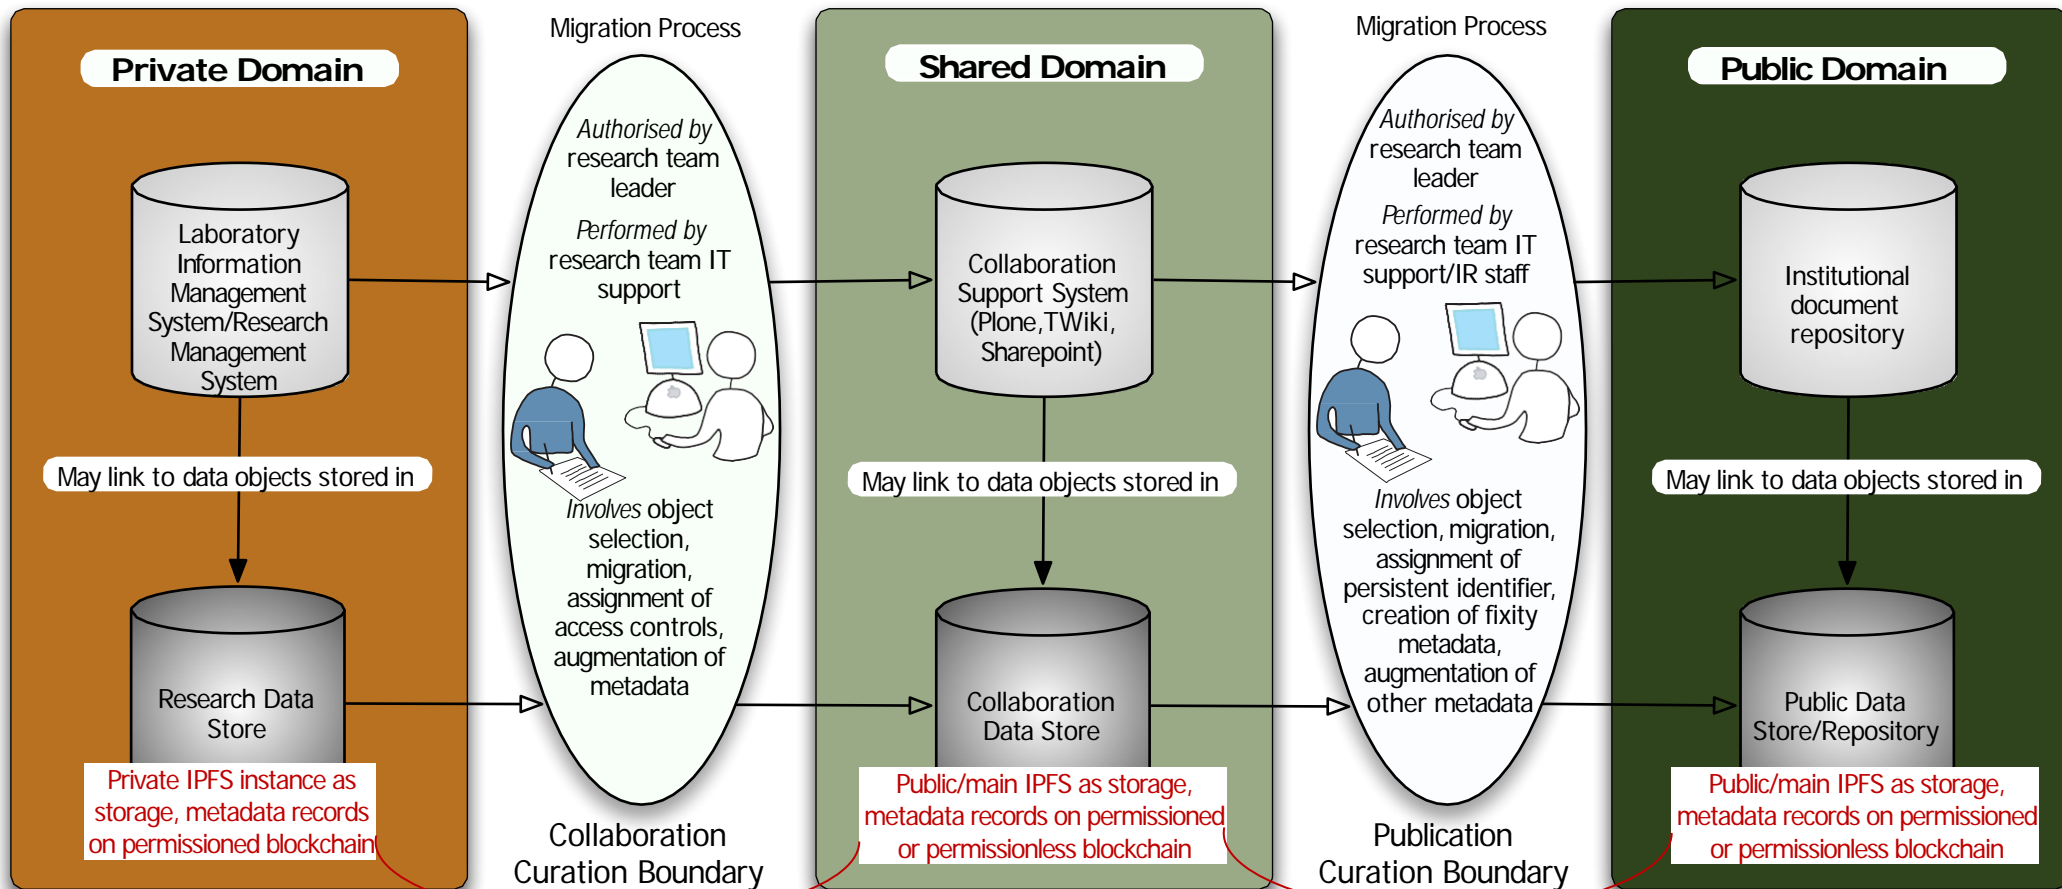 Private Domain
Laboratory
Information
Management
System/Research
Management
System
May link to data objects stored in
Research Data
Store
Private IPFS instance as
storage, metadata records
on permissioned blockchain
Migration Process
Authorised by
research team
leader
Performed by
research team IT
support
Involves object
selection,
migration,
assignment of
access controls,
augmentation of
metadata
Collaboration
Curation Boundary
Shared Domain
Collaboration
Support System
(Plone,TWiki,
Sharepoint)
May link to data objects stored in
Collaboration
Data Store
Public/main IPFS as storage,
metadata records on permissioned
or permissionless blockchain
Migration Process
Authorised by
research team
leader
Performed by
research team IT
support/IR staff
Involves object
selection, migration,
assignment of
persistent identifier,
creation of fixity
metadata,
augmentation of
other metadata
Publication
Curation Boundary
Public Domain
Institutional
document
repository
May link to data objects stored in
Public Data
Store/Repository
Public/main IPFS as storage,
metadata records on permissioned
or permissionless blockchain